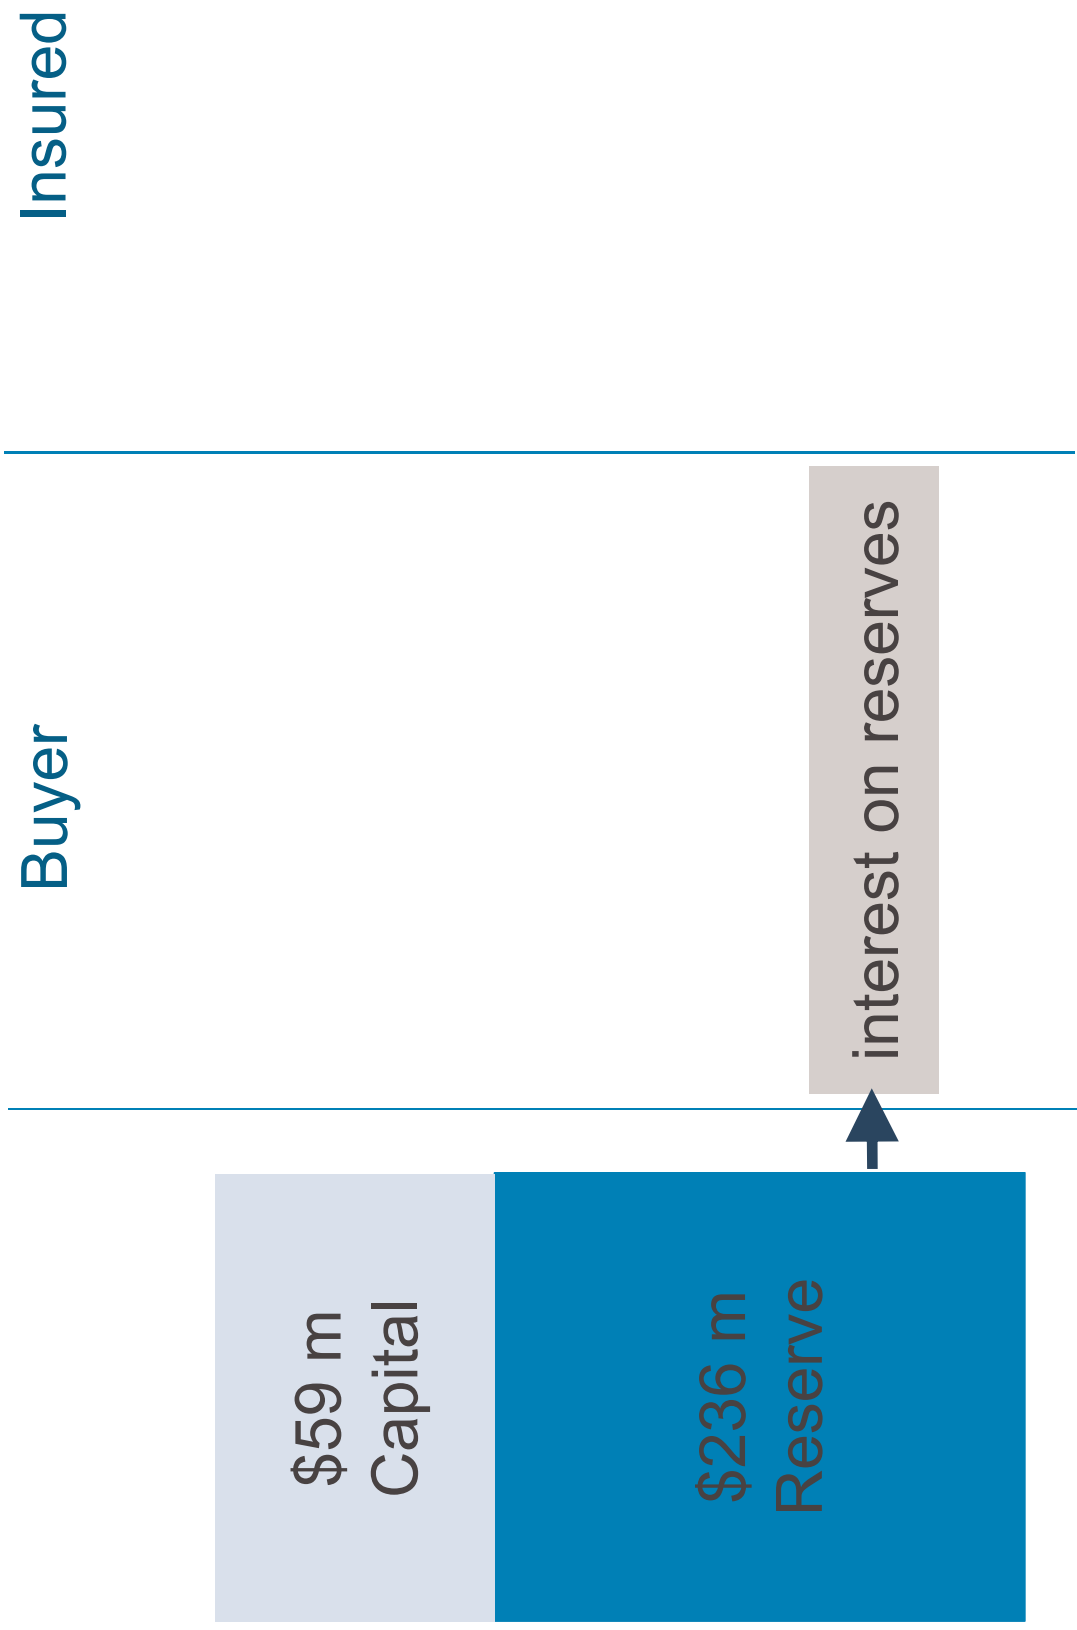 Buyer
Insured
$59 m
Capital
$236 m
Reserve
interest on reserves